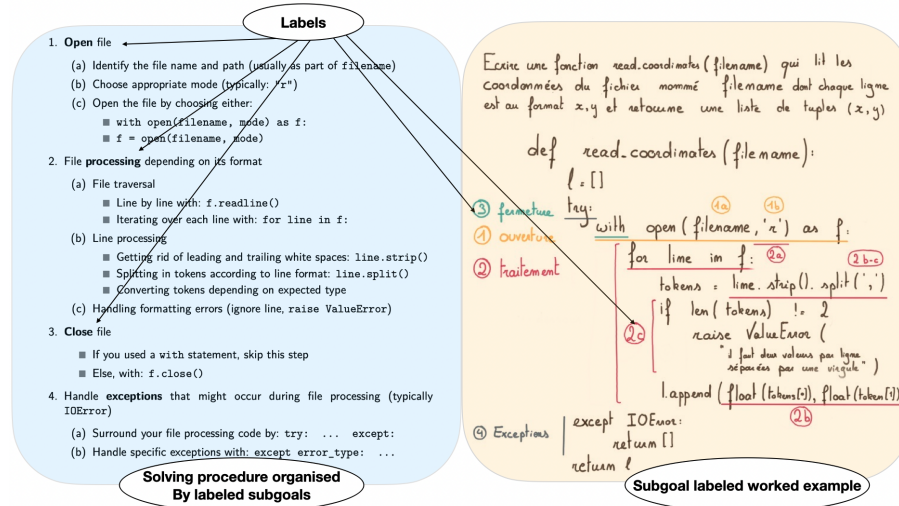 Labels
1. Open file
(a) Identify the file name and path (usually as part of filename)
(b) Choose appropriate mode (typically: "r")
(c) Open the file by choosing either:
■ with open(filename, mode) as f:
■ f = open(filename, mode)
2. File processing depending on its format
(a) File traversal
■ Line by line with: f.readline()
■ Iterating over each line with: for line in f:
(b) Line processing
■ Getting rid of leading and trailing white spaces: line.strip()
■ Splitting in tokens according to line format: line.split()
■ Converting tokens depending on expected type
(c) Handling formatting errors (ignore line, raise ValueError)
3. Close file
■ If you used a with statement, skip this step
■ Else, with: f.close()
4. Handle exceptions that might occur during file processing (typically
IOError)
(a) Surround your file processing code by: try: ... except:
(b) Handle specific exceptions with: except error_type: ...
Solving procedure organised
By labeled subgoals
Ecrire une fonction read_coordinates (filename) qui lit les
coordonnées du fichier nommé filename dont chaque ligne
est au format x,y et retourne une liste de tuples (x,y)
def read_coordinates (filename):
l = []
③ fermeture try:
1a 1b
① ouverture with open (filename, 'r') as f:
② traitement for line in f: 2a 2b-c
tokens = line.strip().split(',')
if len(tokens) != 2
2c raise ValueError (
"il faut deux valeurs par ligne
séparées par une virgule")
l.append (float(tokens[0]), float(token[1])
2b
④ Exceptions except IOError:
return []
return l
Subgoal labeled worked example